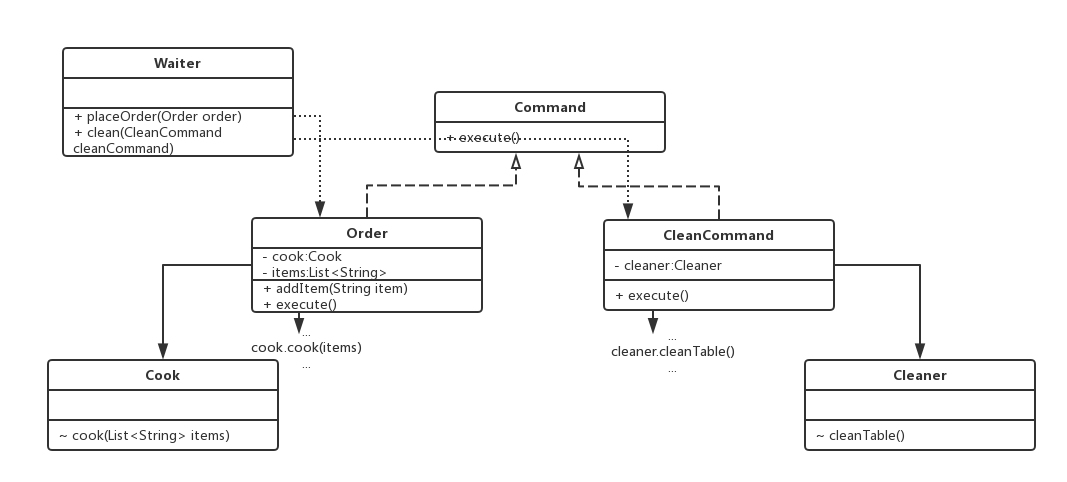 Waiter
+ placeOrder(Order order)
+ clean(CleanCommand
cleanCommand)
Command
+ execute()
Order
- cook:Cook
- items:List<String>
+ addItem(String item)
+ execute()
...
cook.cook(items)
...
CleanCommand
- cleaner:Cleaner
+ execute()
...
cleaner.cleanTable()
...
Cook
~ cook(List<String> items)
Cleaner
~ cleanTable()